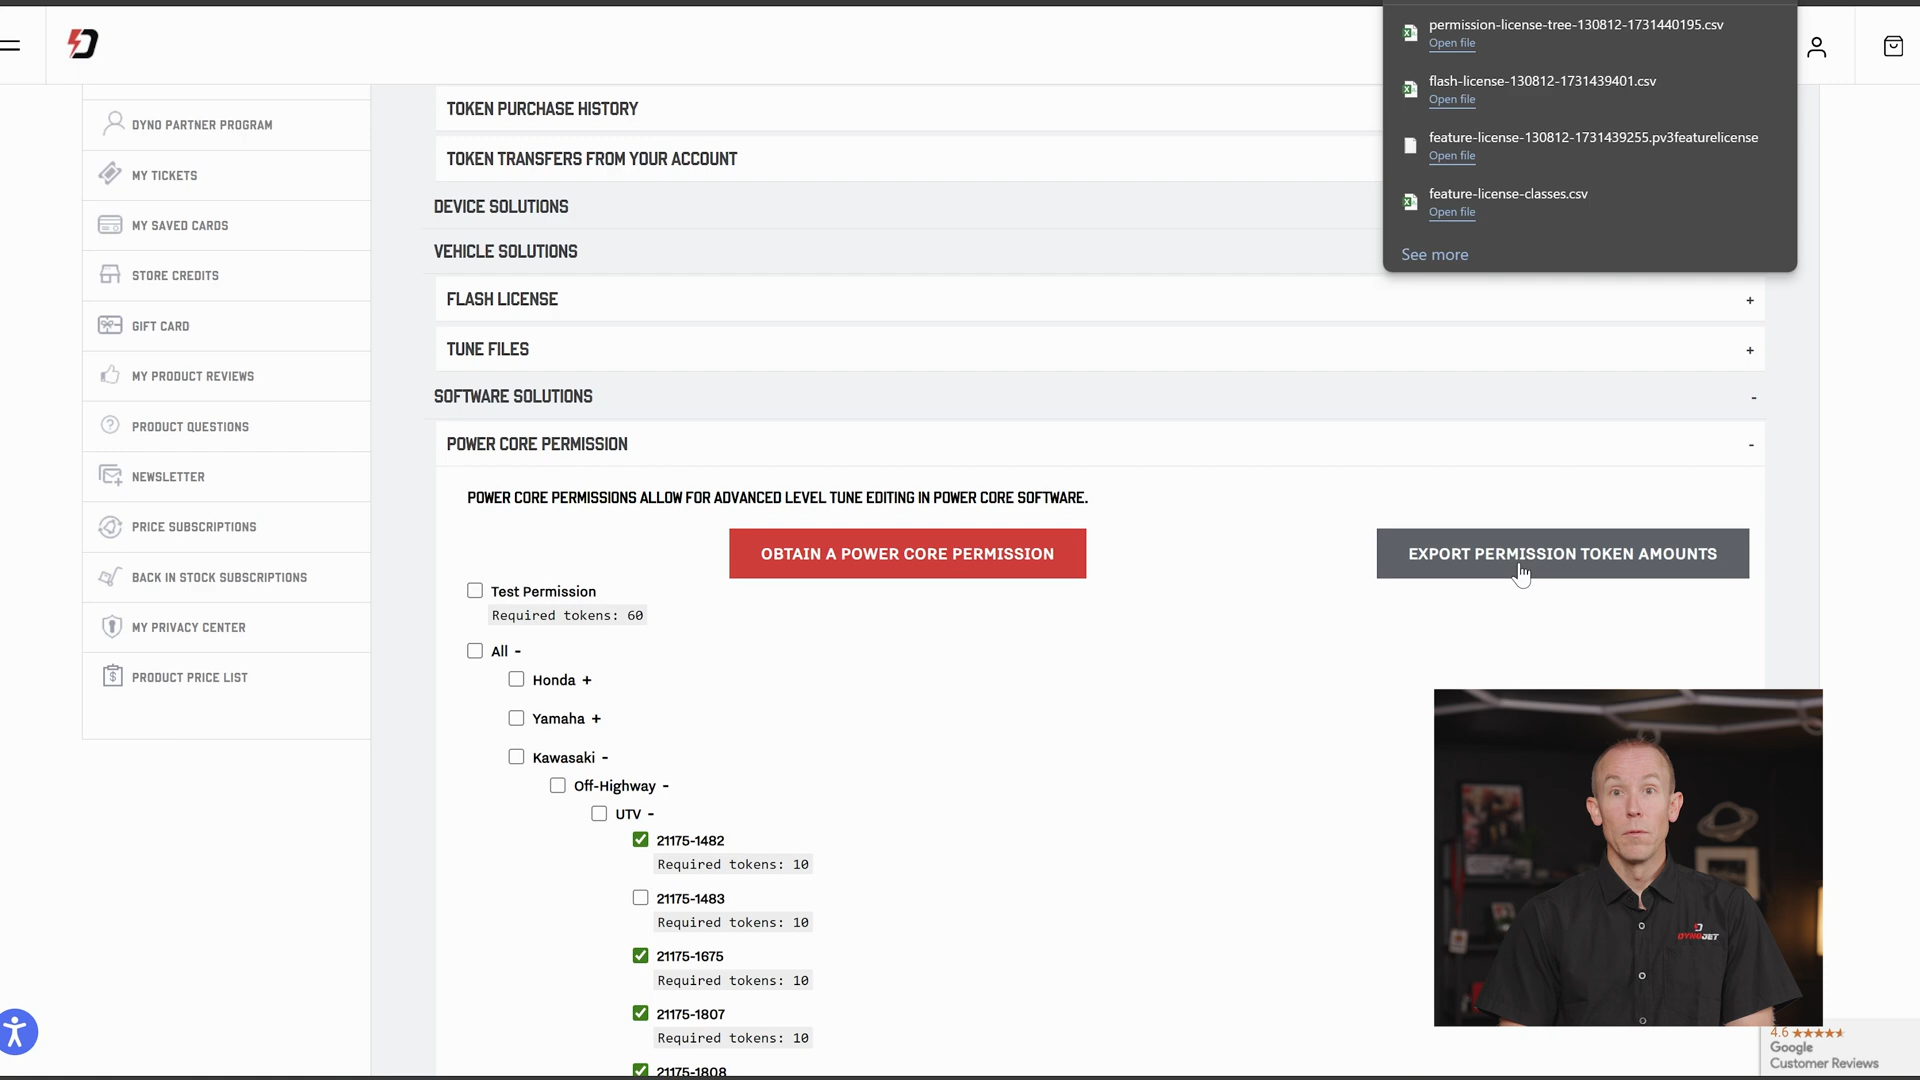 permission-license-tree-130812-1731440195.csv
Open file
flash-license-130812-1731439401.csv
Open file
feature-license-130812-1731439255.pv3featurelicense
Open file
feature-license-classes.csv
Open file
See more
DYNO PARTNER PROGRAM
MY TICKETS
MY SAVED CARDS
STORE CREDITS
GIFT CARD
MY PRODUCT REVIEWS
PRODUCT QUESTIONS
NEWSLETTER
PRICE SUBSCRIPTIONS
BACK IN STOCK SUBSCRIPTIONS
MY PRIVACY CENTER
PRODUCT PRICE LIST
TOKEN PURCHASE HISTORY
TOKEN TRANSFERS FROM YOUR ACCOUNT
DEVICE SOLUTIONS
VEHICLE SOLUTIONS
FLASH LICENSE +
TUNE FILES +
SOFTWARE SOLUTIONS -
POWER CORE PERMISSION -
POWER CORE PERMISSIONS ALLOW FOR ADVANCED LEVEL TUNE EDITING IN POWER CORE SOFTWARE.
OBTAIN A POWER CORE PERMISSION
EXPORT PERMISSION TOKEN AMOUNTS
Test Permission
Required tokens: 60
All -
Honda +
Yamaha +
Kawasaki -
Off-Highway -
UTV -
21175-1482
Required tokens: 10
21175-1483
Required tokens: 10
21175-1675
Required tokens: 10
21175-1807
Required tokens: 10
21175-1808
DYNOJET
4.6
Google
Customer Reviews